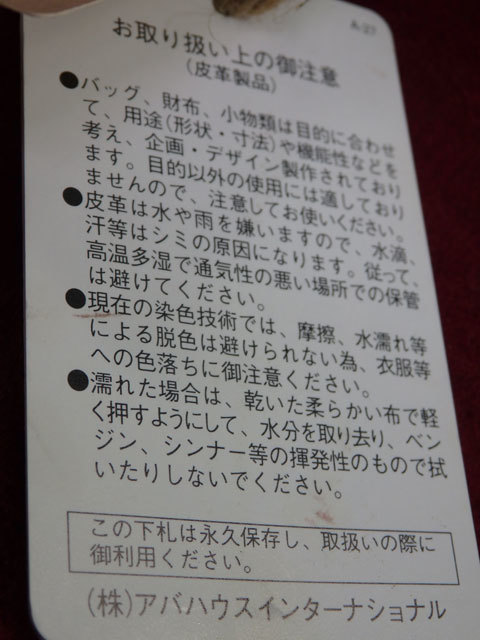 A-27
お取り扱い上の御注意
(皮革製品)
●バッグ、財布、小物類は目的に合わせ
て、用途(形状・寸法)や機能性などを
考え、企画・デザイン製作されており
ます。目的以外の使用には適しており
ませんので、注意してお使いください。
●皮革は水や雨を嫌いますので、水滴、
汗等はシミの原因になります。従って、
高温多湿で通気性の悪い場所での保管
は避けてください。
●現在の染色技術では、摩擦、水濡れ等
による脱色は避けられない為、衣服等
への色落ちに御注意ください。
●濡れた場合は、乾いた柔らかい布で軽
く押すようにして、水分を取り去り、ベン
ジン、シンナー等の揮発性のもので拭
いたりしないでください。
この下札は永久保存し、取扱いの際に
御利用ください。
(株)アバハウスインターナショナル